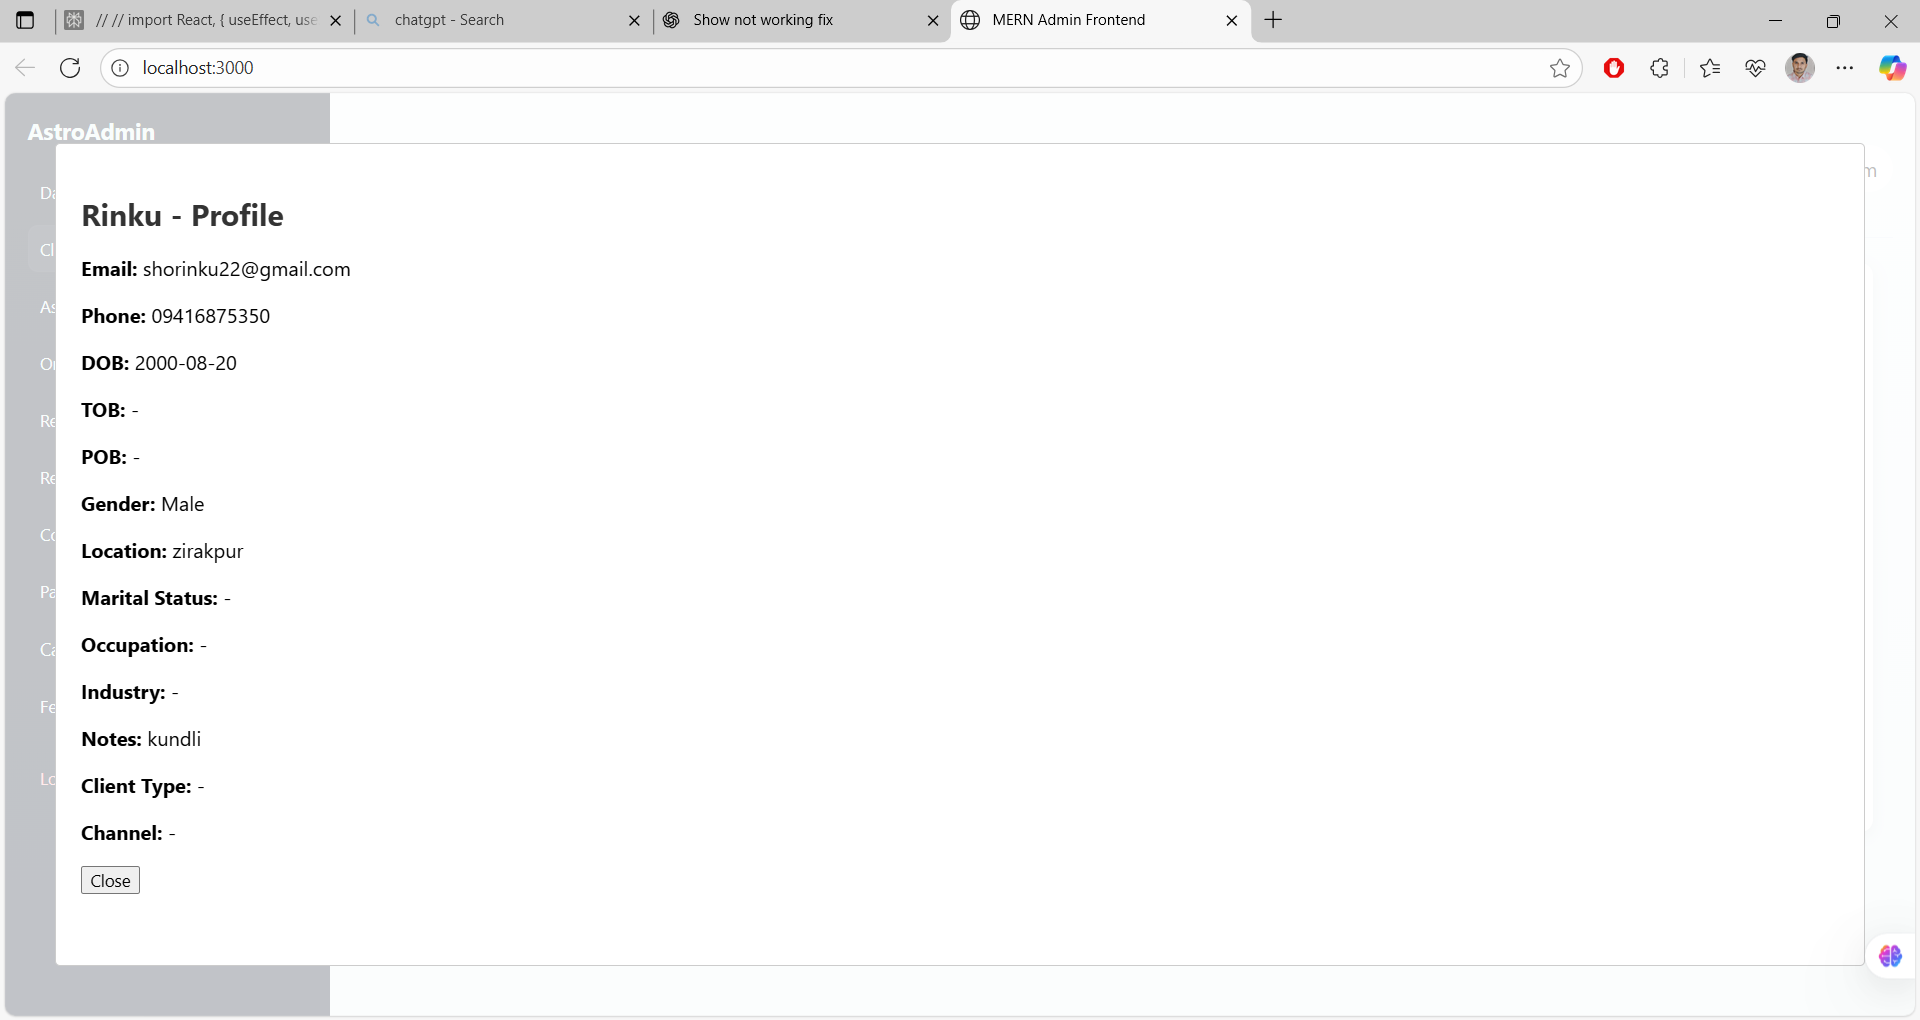 // // import React, { useEffect, use
chatgpt - Search
Show not working fix
MERN Admin Frontend
localhost:3000
AstroAdmin
Da
Cl
As
Or
Re
Re
Co
Pa
Ca
Fe
Lo
m
Rinku - Profile
Email: shorinku22@gmail.com
Phone: 09416875350
DOB: 2000-08-20
TOB: -
POB: -
Gender: Male
Location: zirakpur
Marital Status: -
Occupation: -
Industry: -
Notes: kundli
Client Type: -
Channel: -
Close